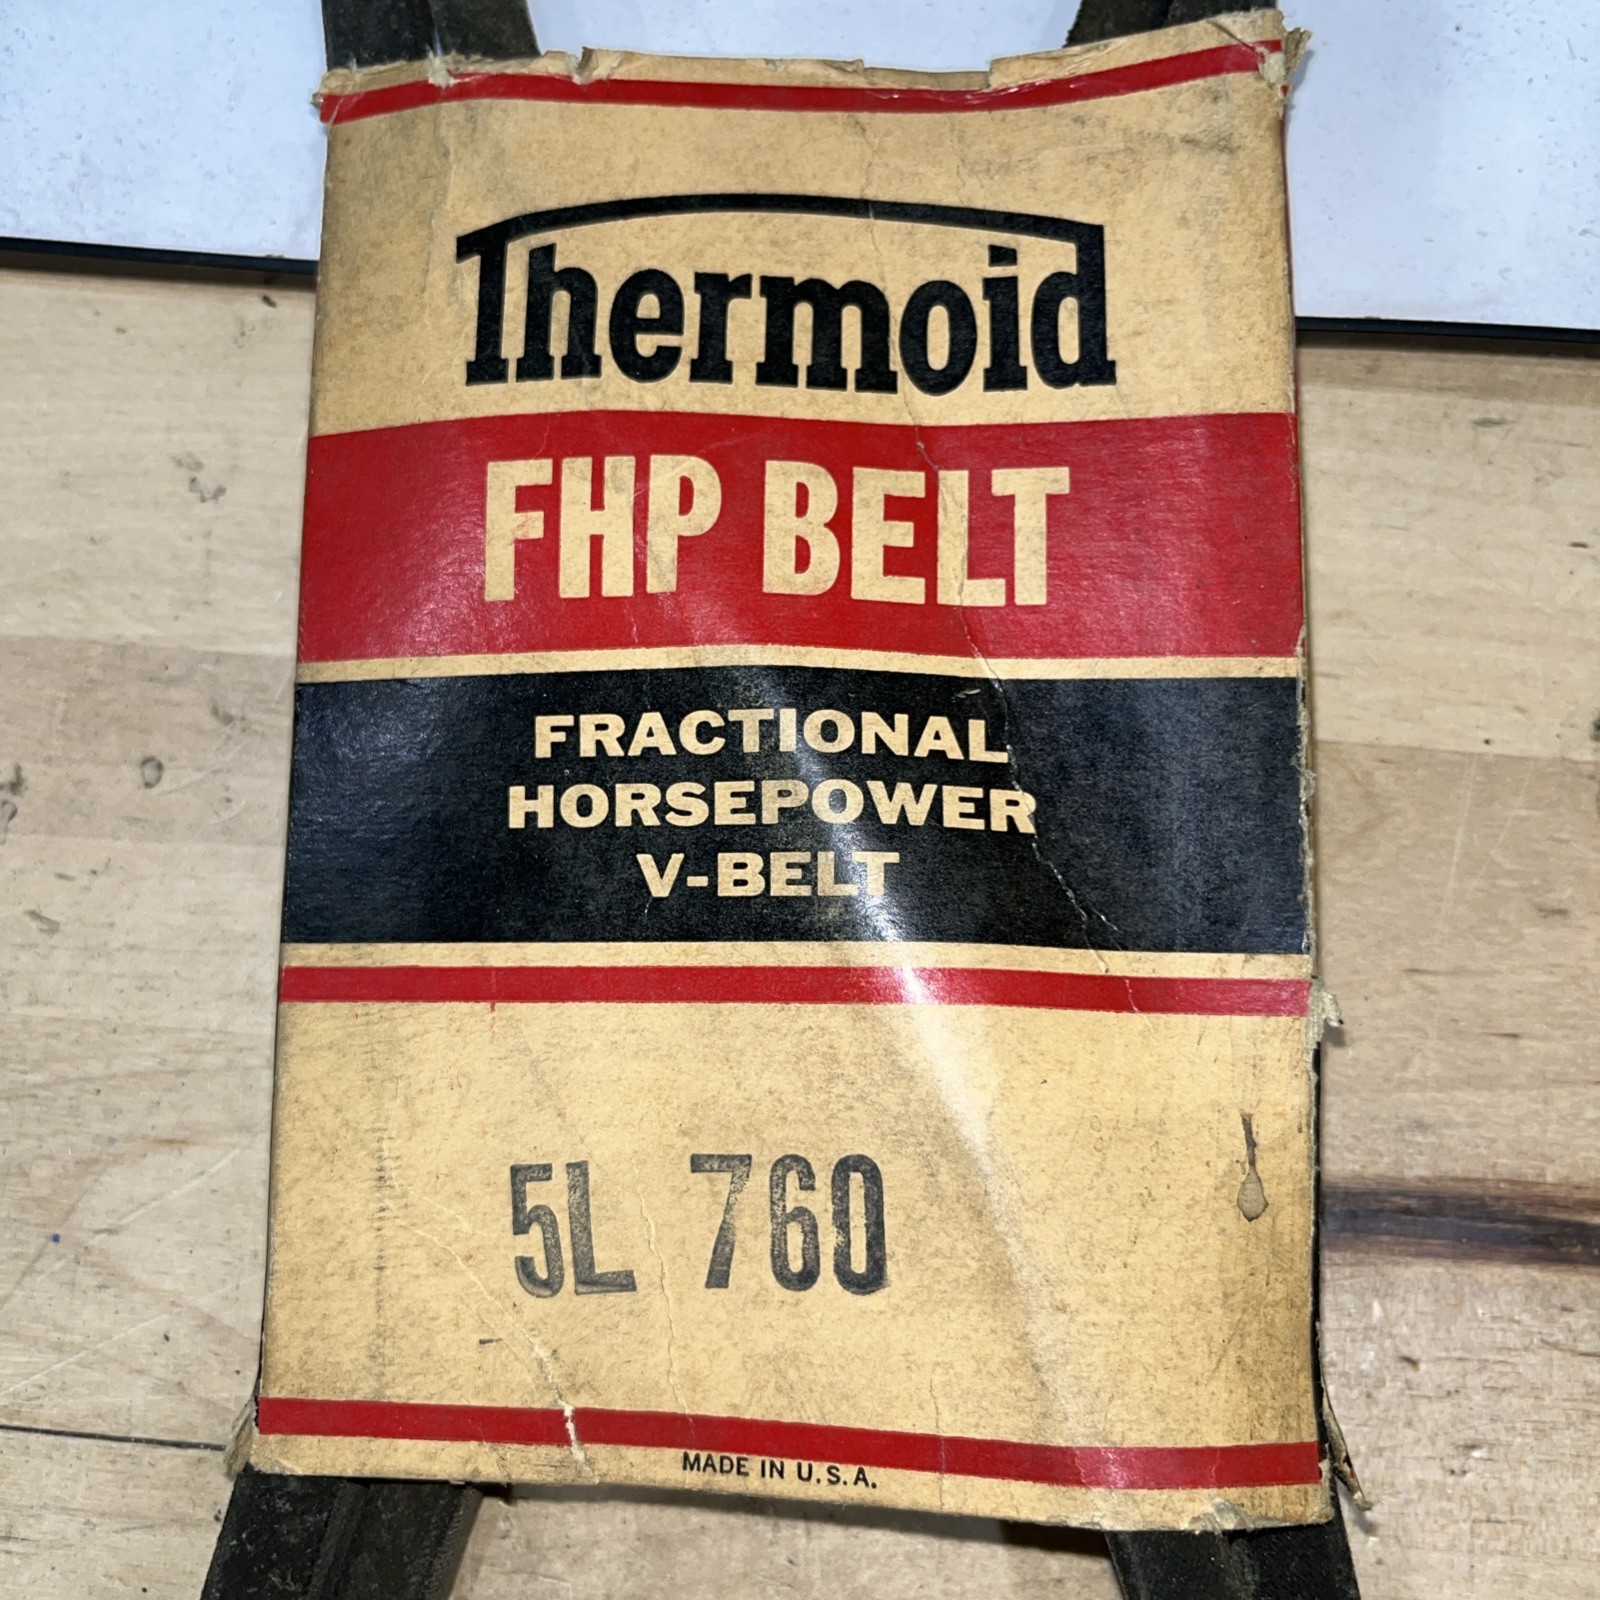 Thermoid
FHP BELT
FRACTIONAL
HORSEPOWER
V-BELT
5L 760
MADE IN U.S.A.